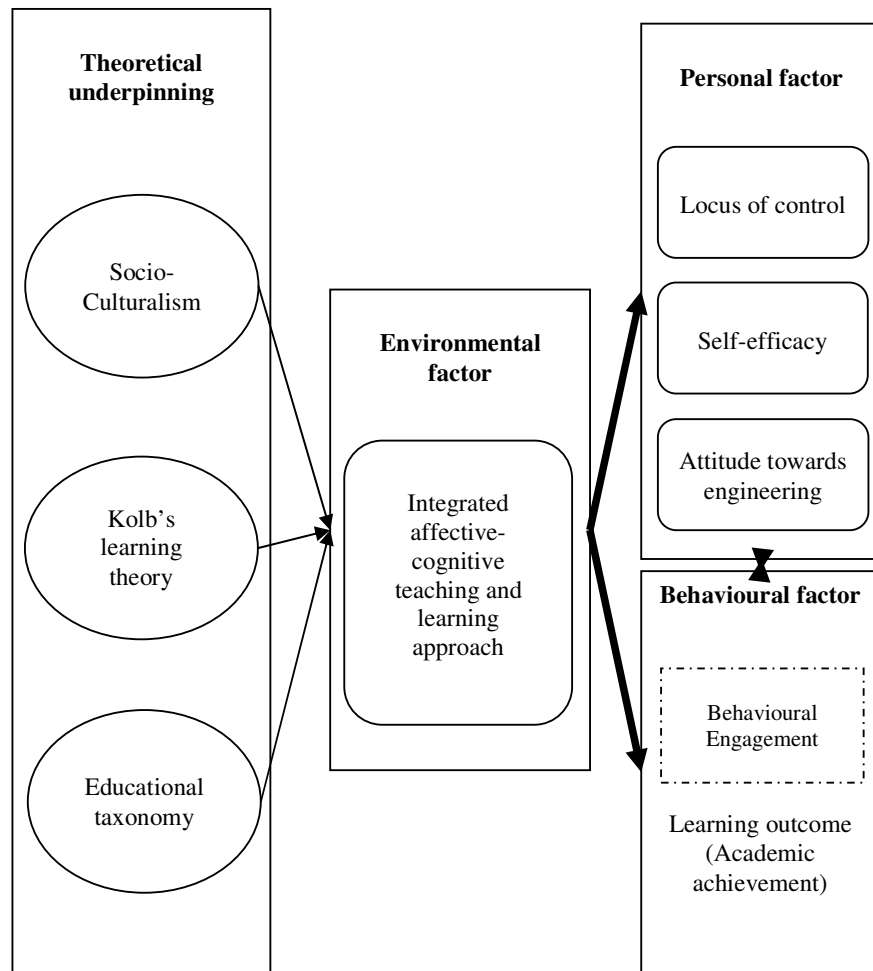 Theoretical
underpinning
Socio-
Culturalism
Kolb's
learning
theory
Educational
taxonomy
Environmental
factor
Integrated
affective-
cognitive
teaching and
learning
approach
Personal factor
Locus of control
Self-efficacy
Attitude towards
engineering
Behavioural factor
Behavioural
Engagement
Learning outcome
(Academic
achievement)